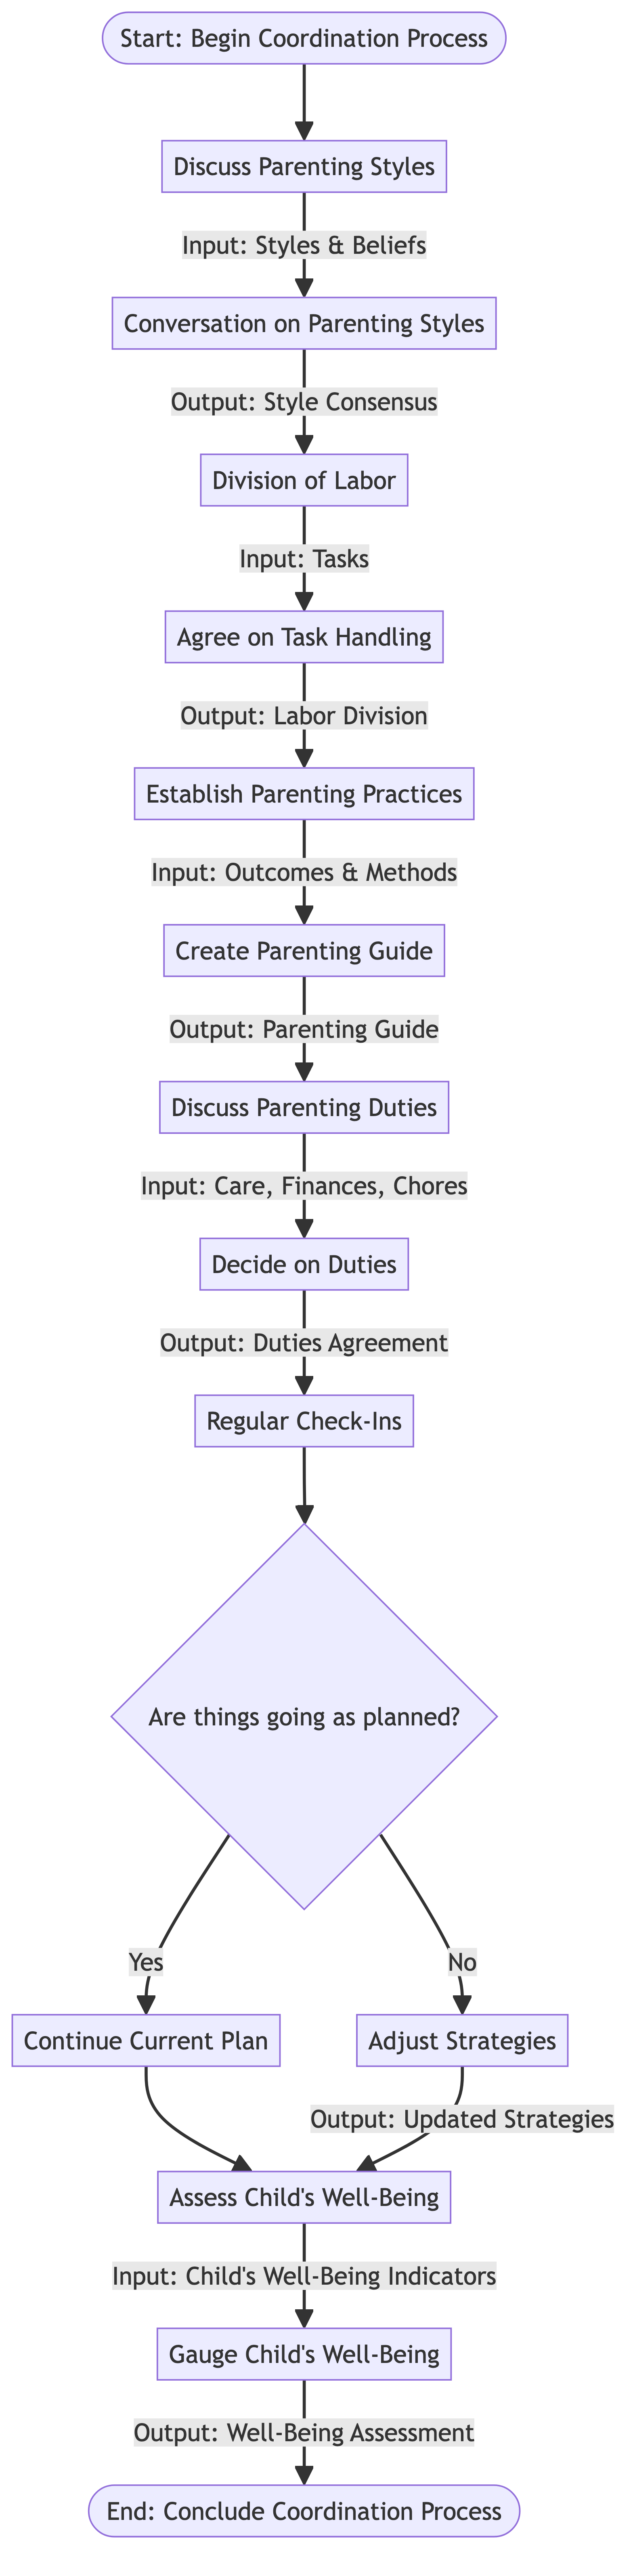 Start: Begin Coordination Process
Discuss Parenting Styles
Input: Styles & Beliefs
Conversation on Parenting Styles
Output: Style Consensus
Division of Labor
Input: Tasks
Agree on Task Handling
Output: Labor Division
Establish Parenting Practices
Input: Outcomes & Methods
Create Parenting Guide
Output: Parenting Guide
Discuss Parenting Duties
Input: Care, Finances, Chores
Decide on Duties
Output: Duties Agreement
Regular Check-Ins
Are things going as planned?
Yes
No
Continue Current Plan
Adjust Strategies
Output: Updated Strategies
Assess Child's Well-Being
Input: Child's Well-Being Indicators
Gauge Child's Well-Being
Output: Well-Being Assessment
End: Conclude Coordination Process